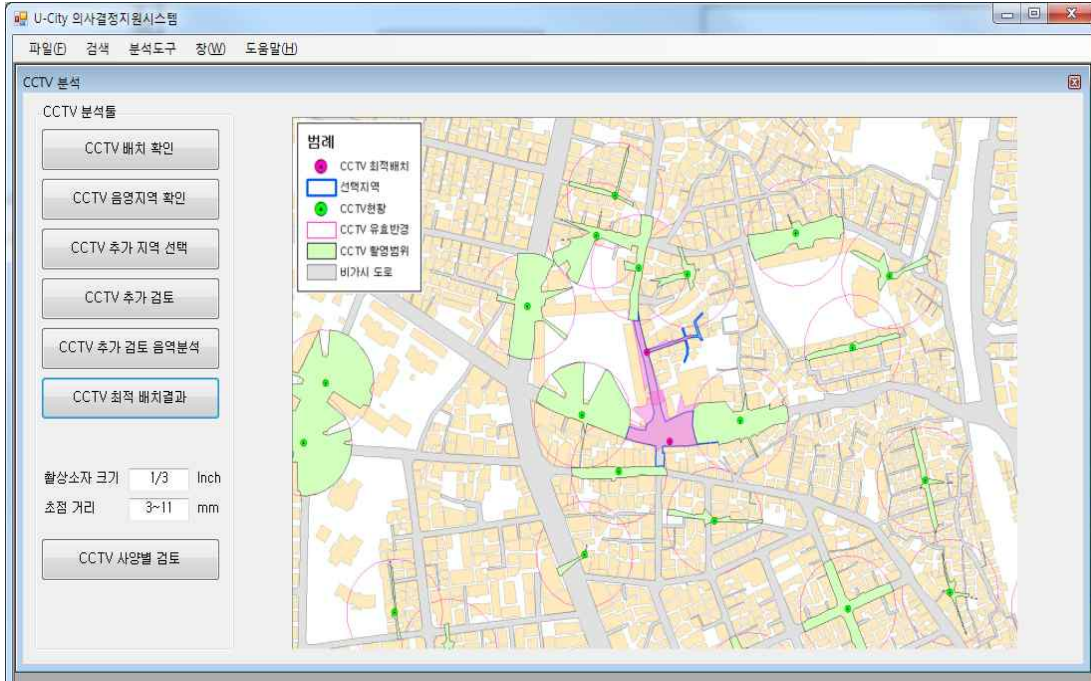 U-City 의사결정지원시스템
파일(F) 검색 분석도구 창(W) 도움말(H)
CCTV 분석
CCTV 분석툴
CCTV 배치 확인
CCTV 음영지역 확인
CCTV 추가 지역 선택
CCTV 추가 검토
CCTV 추가 검토 음역분석
CCTV 최적 배치결과
촬상소자 크기 1/3 Inch
초점 거리 3~11 mm
CCTV 사양별 검토
범례
CCTV 최적배치
선택지역
CCTV현황
CCTV 유효반경
CCTV 촬영범위
비가시 도로